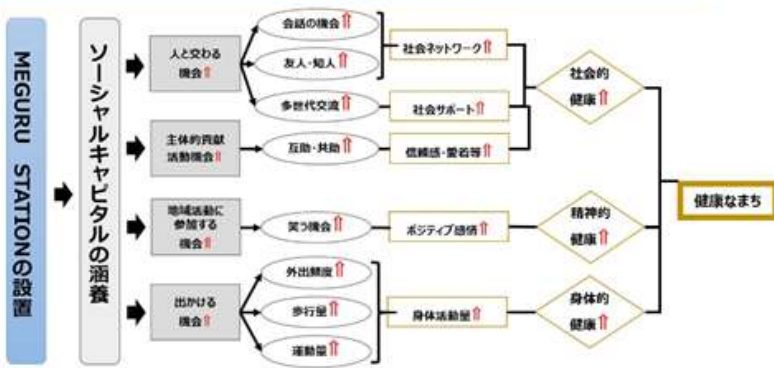 MEGURU STATIONの設置
ソーシャルキャピタルの涵養
人と交わる
機会⇑
主体的貢献
活動機会⇑
地域活動に
参加する
機会⇑
出かける
機会⇑
会話の機会⇑
友人・知人⇑
多世代交流⇑
互助・共助⇑
笑う機会⇑
外出頻度⇑
歩行量⇑
運動量⇑
社会ネットワーク⇑
社会サポート⇑
信頼感・愛着等⇑
ポジティブ感情⇑
身体活動量⇑
社会的
健康⇑
精神的
健康⇑
身体的
健康⇑
健康なまち